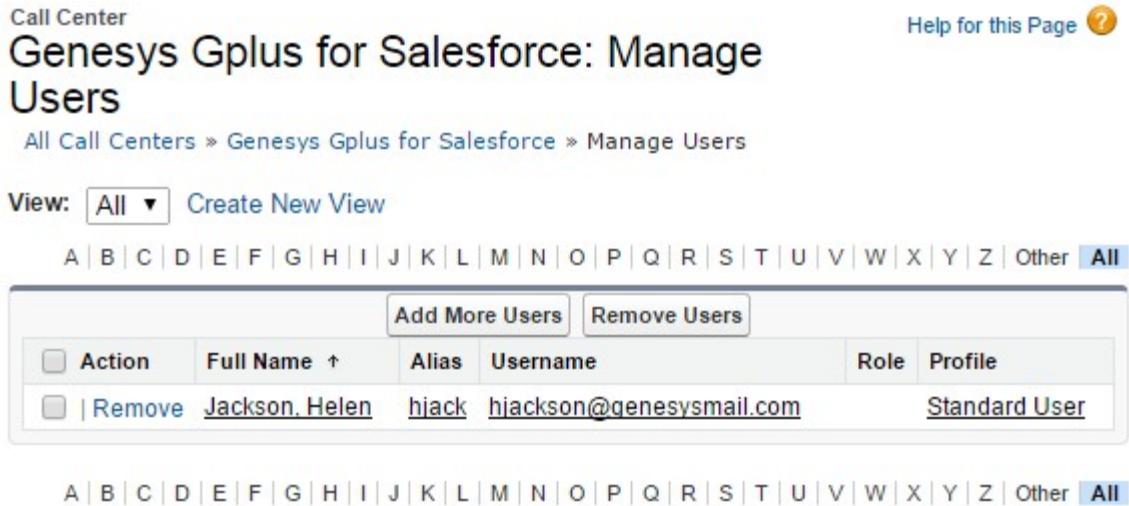 Call Center
Help for this Page ?
Genesys Gplus for Salesforce: Manage
Users
All Call Centers » Genesys Gplus for Salesforce » Manage Users
View: All ▼ Create New View
A | B | C | D | E | F | G | H | I | J | K | L | M | N | O | P | Q | R | S | T | U | V | W | X | Y | Z | Other | All
Add More Users Remove Users
Action Full Name ↑ Alias Username Role Profile
| Remove Jackson, Helen hjack hjackson@genesysmail.com Standard User
A | B | C | D | E | F | G | H | I | J | K | L | M | N | O | P | Q | R | S | T | U | V | W | X | Y | Z | Other | All